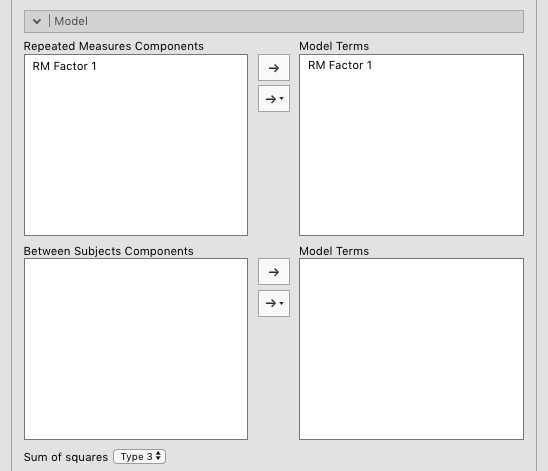 Model
Repeated Measures Components
Model Terms
RM Factor 1
RM Factor 1
Between Subjects Components
Model Terms
Sum of squares Type 3